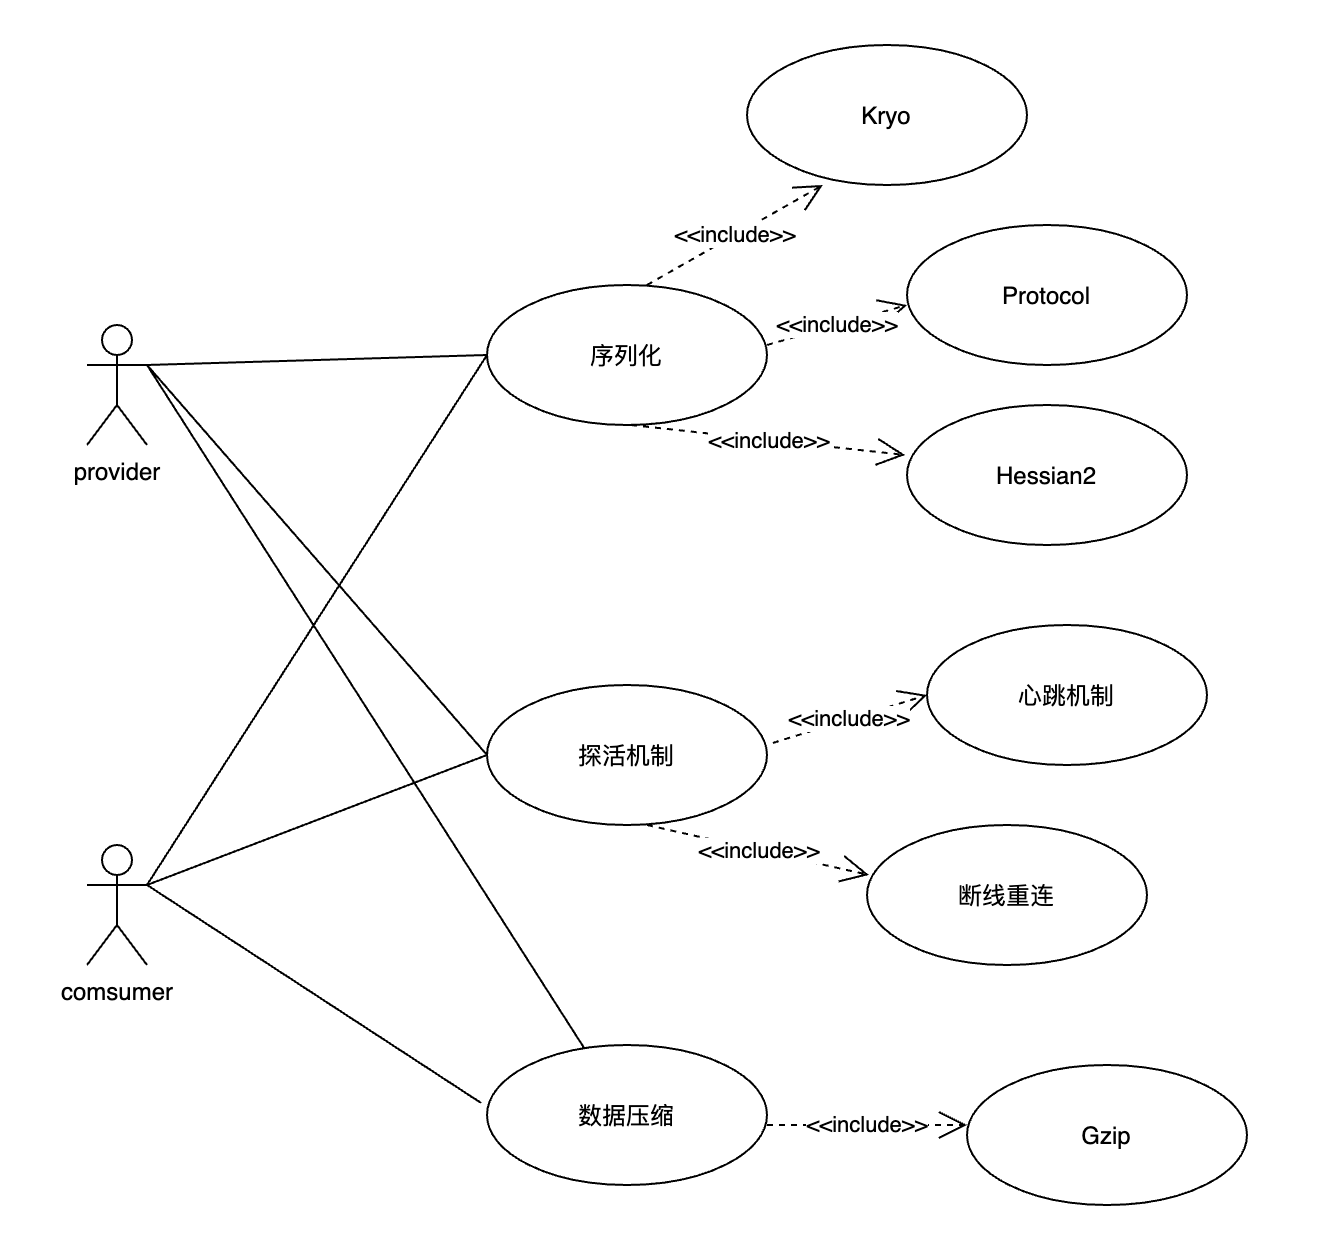 Kryo
<<include>>
Protocol
<<include>>
序列化
provider
<<include>>
Hessian2
心跳机制
<<include>>
探活机制
<<include>>
断线重连
comsumer
数据压缩
<<include>>
Gzip